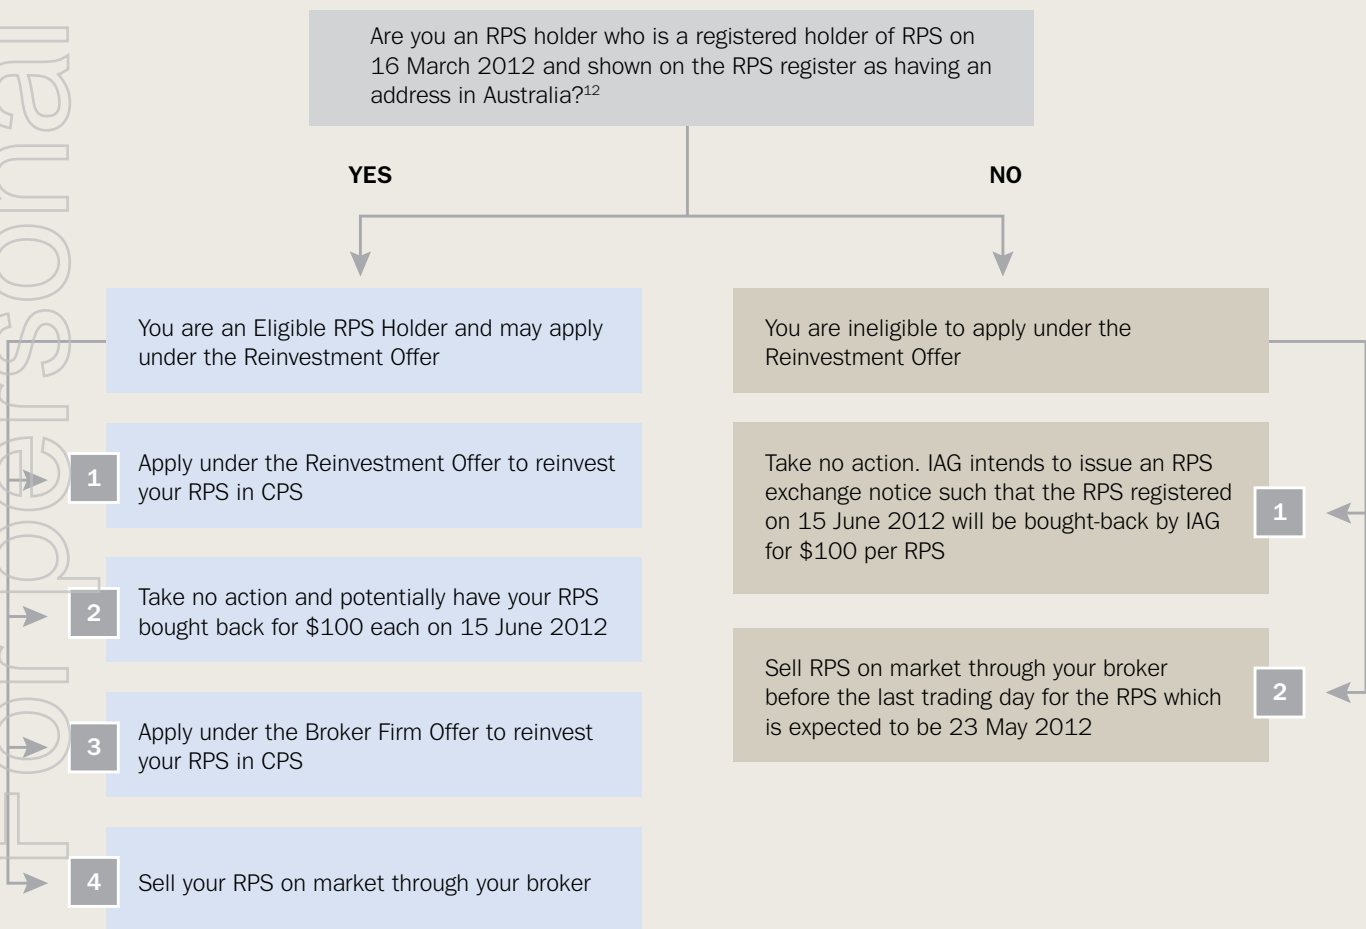 Are you an RPS holder who is a registered holder of RPS on
16 March 2012 and shown on the RPS register as having an
address in Australia?12
YES
NO
You are an Eligible RPS Holder and may apply
under the Reinvestment Offer
1
Apply under the Reinvestment Offer to reinvest
your RPS in CPS
2
Take no action and potentially have your RPS
bought back for $100 each on 15 June 2012
3
Apply under the Broker Firm Offer to reinvest
your RPS in CPS
4
Sell your RPS on market through your broker
You are ineligible to apply under the
Reinvestment Offer
Take no action. IAG intends to issue an RPS
exchange notice such that the RPS registered
on 15 June 2012 will be bought-back by IAG
for $100 per RPS
1
Sell RPS on market through your broker
before the last trading day for the RPS which
is expected to be 23 May 2012
2
For personal